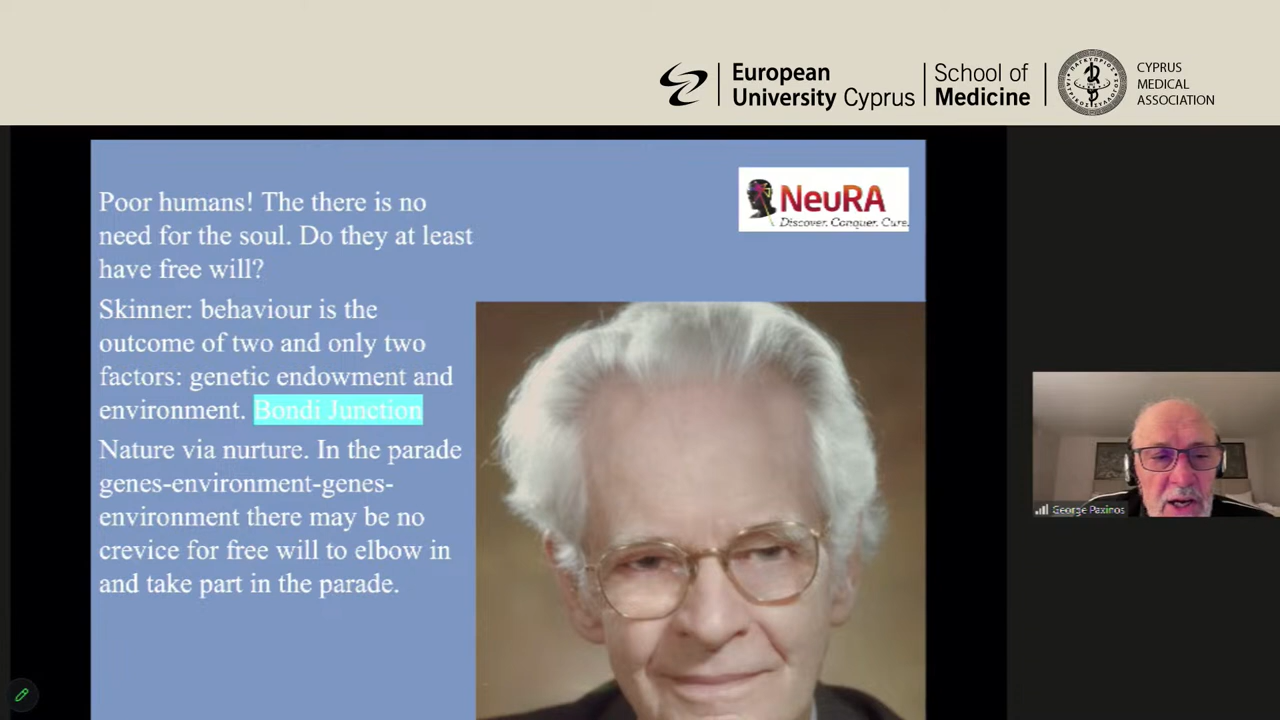 European
University Cyprus
School of
Medicine
CYPRUS
MEDICAL
ASSOCIATION
NeuRA
Discover. Conquer. Cure.
Poor humans! The there is no
need for the soul. Do they at least
have free will?
Skinner: behaviour is the
outcome of two and only two
factors: genetic endowment and
environment. Bondi Junction
Nature via nurture. In the parade
genes-environment-genes-
environment there may be no
crevice for free will to elbow in
and take part in the parade.
George Paxinos